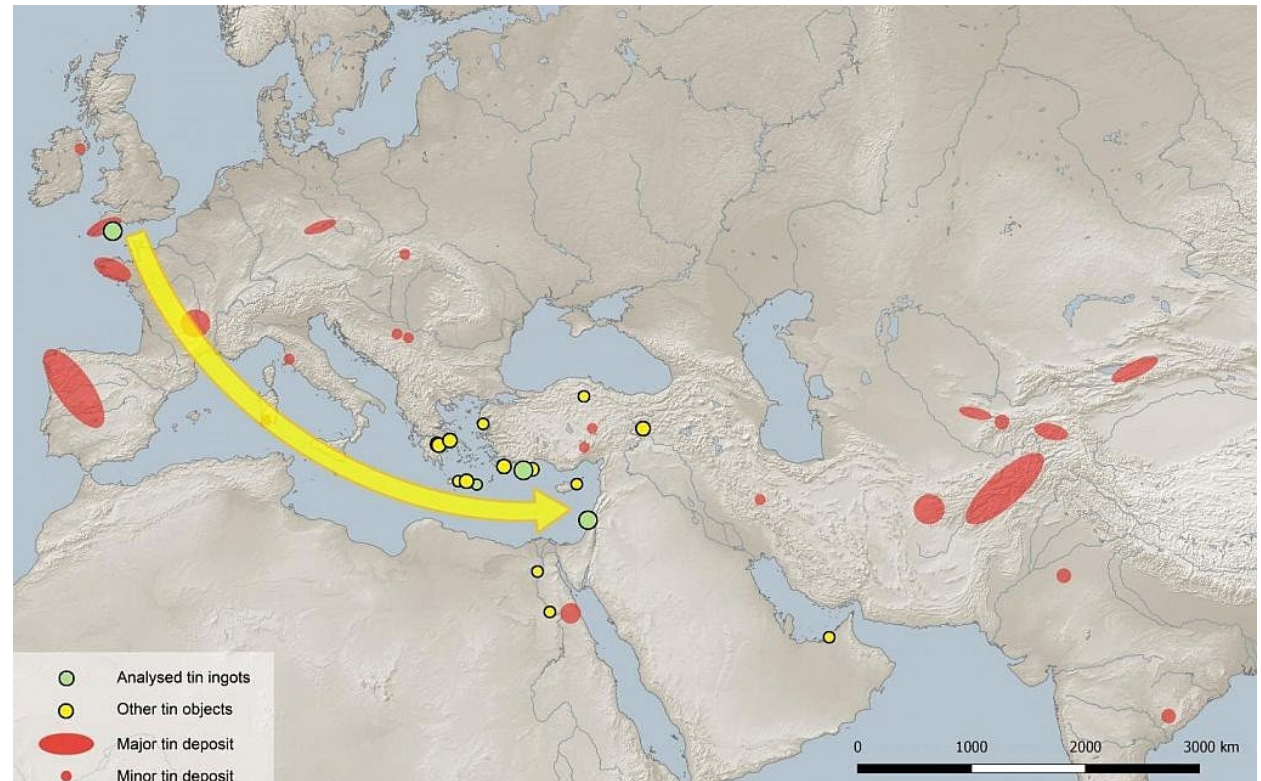 Analysed tin ingots
Other tin objects
Major tin deposit
Minor tin deposit
0 1000 2000 3000 km